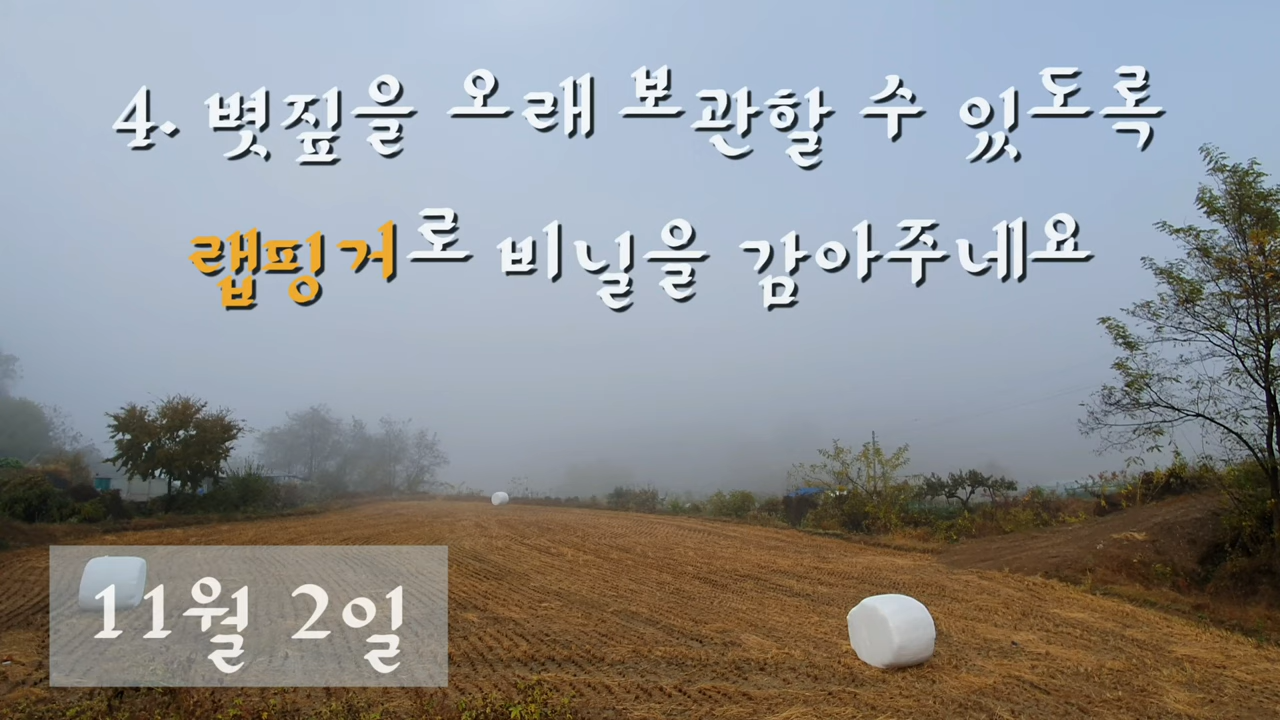 4. 볏짚을 오래 보관할 수 있도록
랩핑거로 비닐을 감아주네요
11월 2일